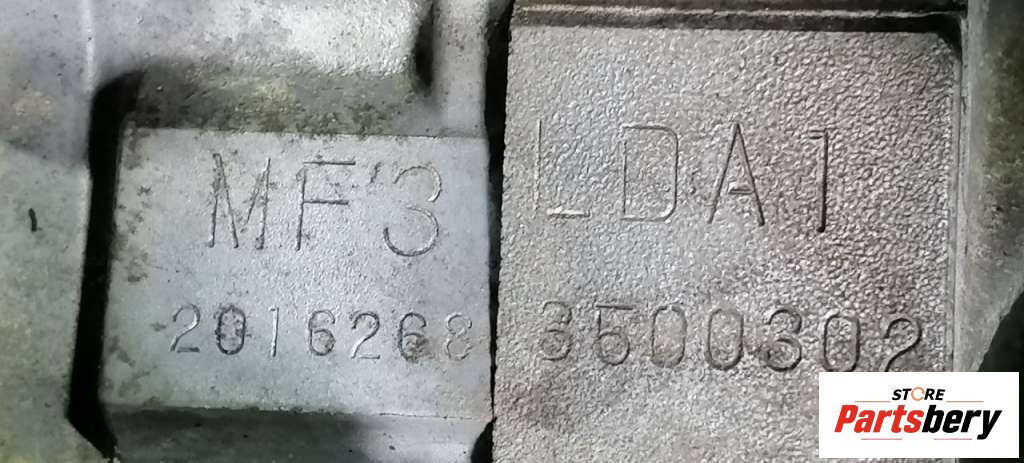 MF3
2016268
LDA1
3500302
STORE
Partsbery